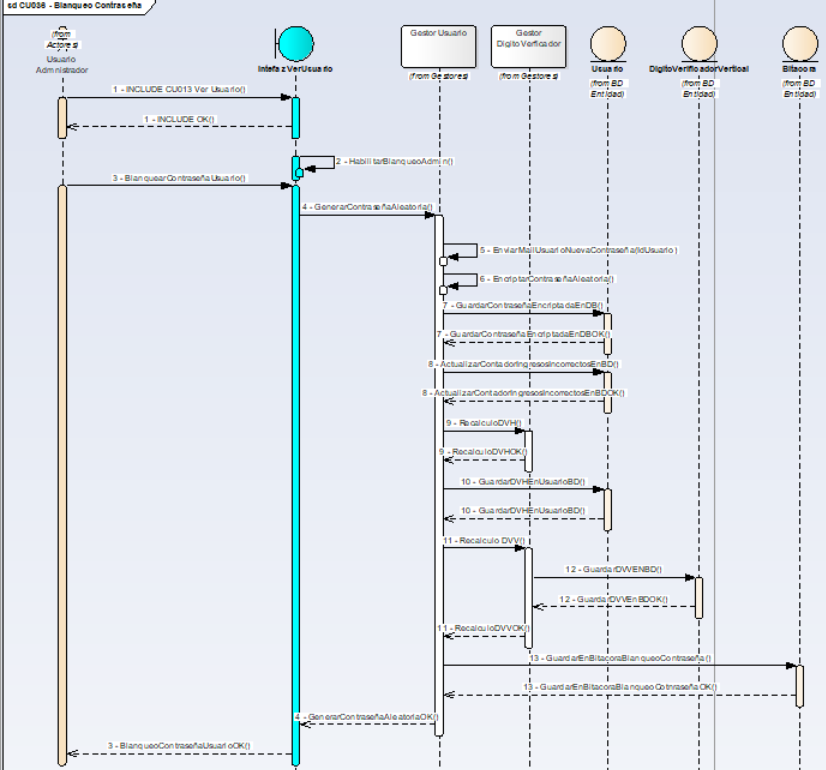 sd CU036 - Blanqueo Contraseña
(from
Actores)
Usuario
Administrador
IntefazVerUsuario
Gestor Usuario
(from Gestores)
Gestor
DigitoVerficador
(from Gestores)
Usuario
(from BD
Entidad)
DigitoVerificadorVertical
(from BD
Entidad)
Bitacora
(from BD
Entidad)
1 - INCLUDE CU013 Ver Usuario()
1 - INCLUDE OK()
2 - HabilitarBlanqueoAdmin()
3 - BlanquearContraseñaUsuario()
4 - GenerarContraseñaAleatoria()
5 - EnviarMailUsuarioNuevaContraseña(IdUsuario)
6 - EncriptarContraseñaAleatoria()
7 - GuardarContraseñaEncriptadaEnDB()
7 - GuardarContraseñaEncriptadaEnDBOK()
8 - ActualizarContadorIngresosIncorrectosEnBD()
8 - ActualizarContadorIngresosIncorrectosEnBDOK()
9 - RecalculoDVH()
9 - RecalculoDVHOK()
10 - GuardarDVHEnUsuarioBD()
10 - GuardarDVHEnUsuarioBD()
11 - Recalculo DVV()
12 - GuardarDVVENBD()
12 - GuardarDVVEnBDOK()
11 - RecalculoDVVOK()
13 - GuardarEnBitacoraBlanqueoContraseña()
13 - GuardarEnBitacoraBlanqueoCotnraseñaOK()
4 - GenerarContraseñaAleatoriaOK()
3 - BlanqueoContraseñaUsuarioOK()